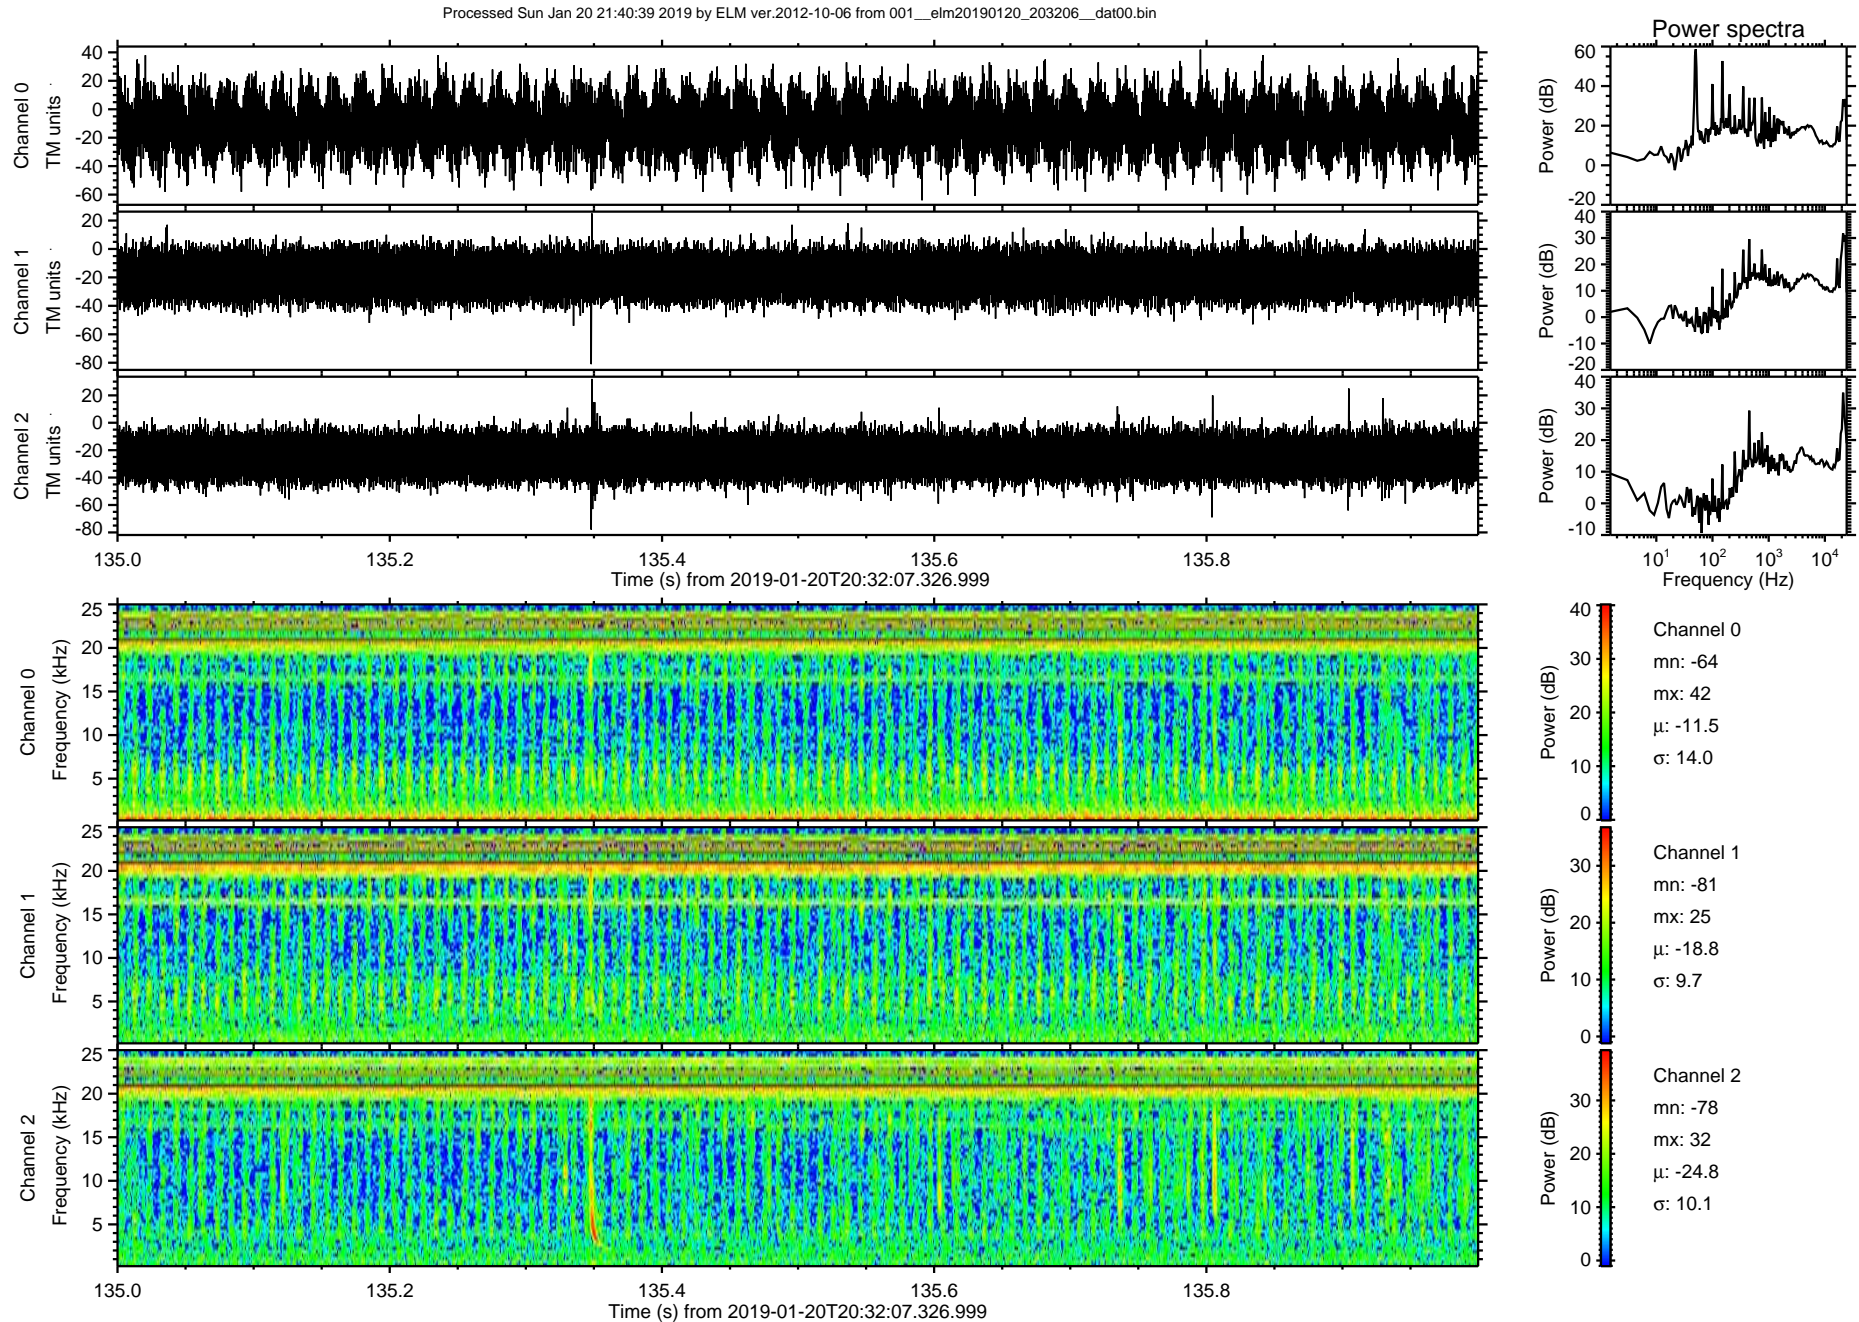 Processed Sun Jan 20 21:40:39 2019 by ELM ver.2012-10-06 from 001__elm20190120_203206__dat00.bin
Power spectra
Channel 0
TM units
40
20
0
-20
-40
-60
Power (dB)
60
40
20
0
-20
Channel 1
TM units
20
0
-20
-40
-60
-80
Power (dB)
40
30
20
10
0
-10
-20
Channel 2
TM units
20
0
-20
-40
-60
-80
Power (dB)
40
30
20
10
0
-10
135.0 135.2 135.4 135.6 135.8
Time (s) from 2019-01-20T20:32:07.326.999
10¹ 10² 10³ 10⁴
Frequency (Hz)
Channel 0
Frequency (kHz)
25
20
15
10
5
Power (dB)
40
30
20
10
0
Channel 0
mn: -64
mx: 42
μ: -11.5
σ: 14.0
Channel 1
Frequency (kHz)
25
20
15
10
5
Power (dB)
30
20
10
0
Channel 1
mn: -81
mx: 25
μ: -18.8
σ: 9.7
Channel 2
Frequency (kHz)
25
20
15
10
5
Power (dB)
30
20
10
0
Channel 2
mn: -78
mx: 32
μ: -24.8
σ: 10.1
135.0 135.2 135.4 135.6 135.8
Time (s) from 2019-01-20T20:32:07.326.999